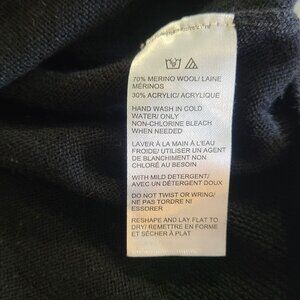 70% MERINO WOOL/ LAINE
MÉRINOS
30% ACRYLIC/ ACRYLIQUE
HAND WASH IN COLD
WATER/ ONLY
NON-CHLORINE BLEACH
WHEN NEEDED
LAVER À LA MAIN À L'EAU
FROIDE/ UTILISER UN AGENT
DE BLANCHIMENT NON
CHLORÉ AU BESOIN
WITH MILD DETERGENT/
AVEC UN DÉTERGENT DOUX
DO NOT TWIST OR WRING/
NE PAS TORDRE NI
ESSORER
RESHAPE AND LAY FLAT TO
DRY/ REMETTRE EN FORME
ET SÉCHER À PLAT